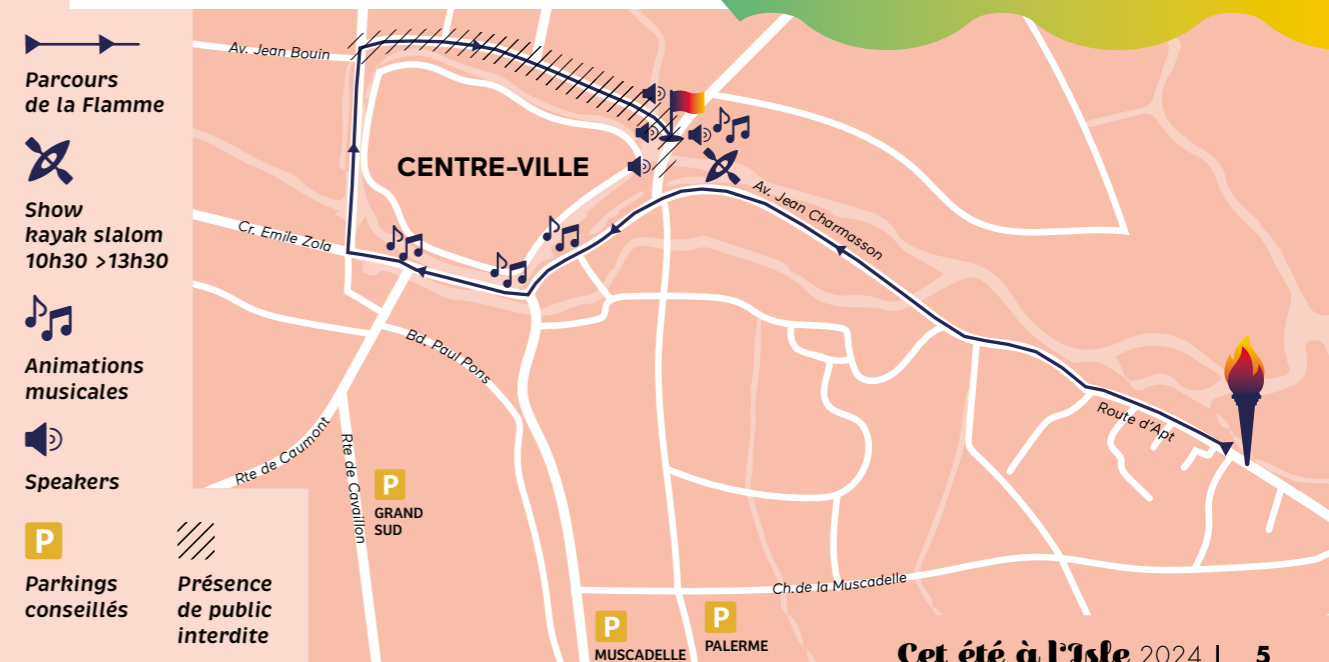 Parcours
de la Flamme
Show
kayak slalom
10h30 >13h30
Animations
musicales
Speakers
P
Parkings
conseillés
Présence
de public
interdite
Av. Jean Bouin
CENTRE-VILLE
Cr. Emile Zola
Av. Jean Charmasson
Bd. Paul Pons
Route d'Apt
Rte de Caumont
Rte de Cavaillon
P
GRAND
SUD
Ch.de la Muscadelle
P
MUSCADELLE
P
PALERME
Cet été à l'Isle 2024 | 5